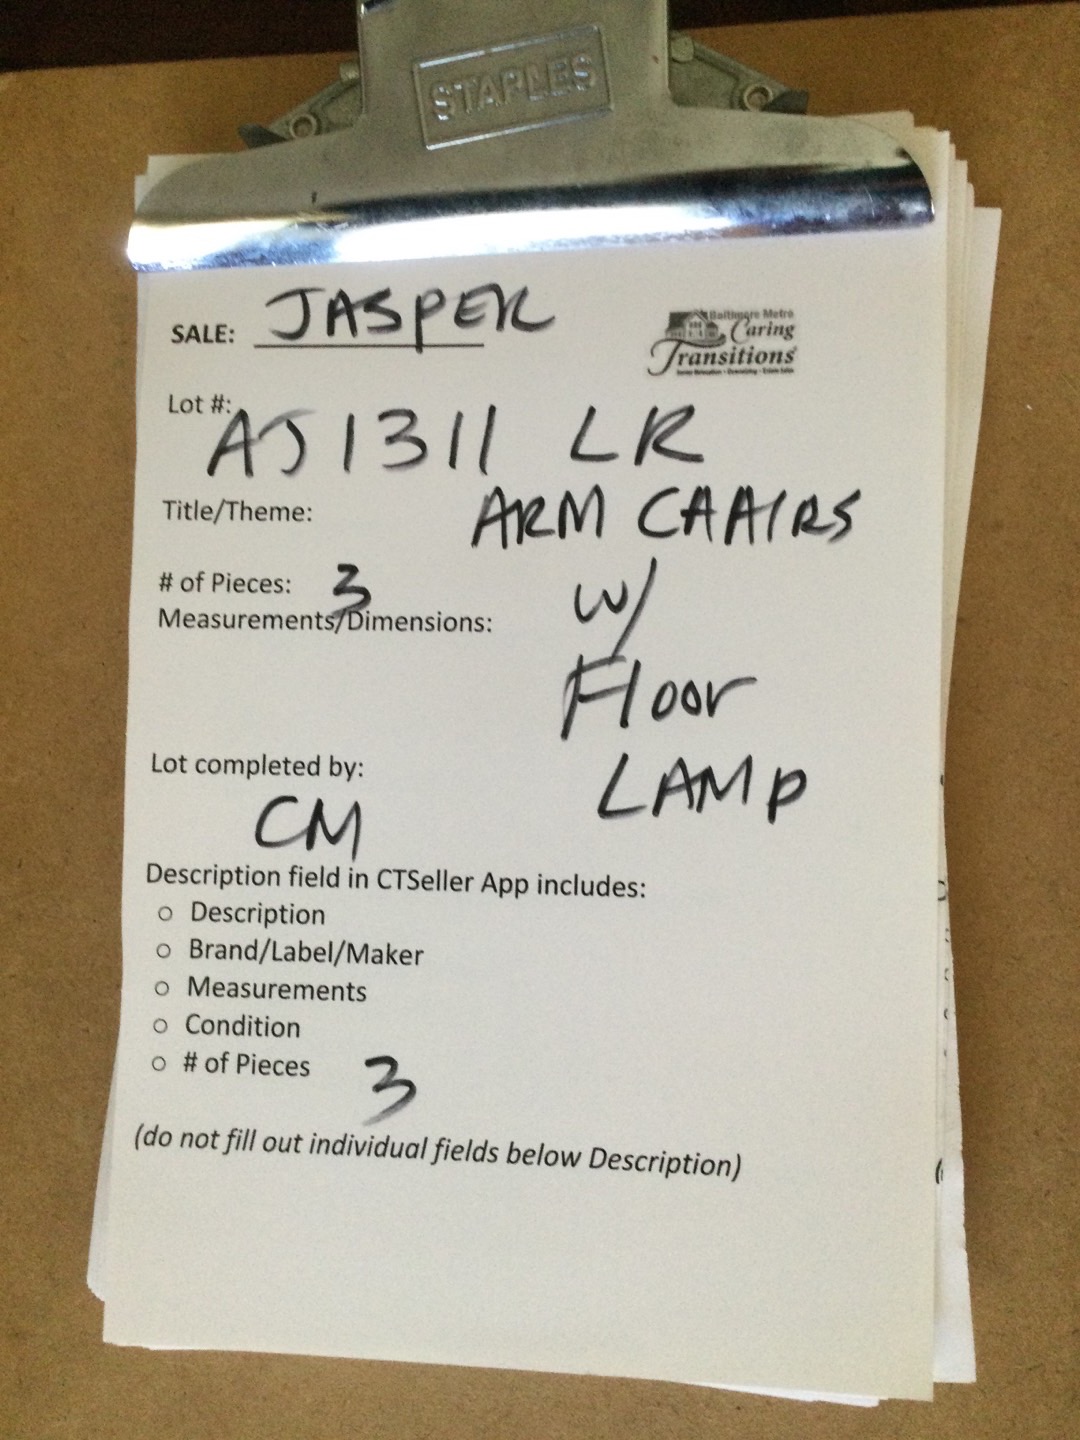 STAPLES
SALE: JASPER
Baltimore Metro
Caring
Transitions
Lot #: AJ1311 LR
Title/Theme: ARM CHAIRS
# of Pieces: 3 w/
Measurements/Dimensions:
Floor
Lot completed by: LAMP
CM
Description field in CTSeller App includes:
○ Description
○ Brand/Label/Maker
○ Measurements
○ Condition
○ # of Pieces 3
(do not fill out individual fields below Description)